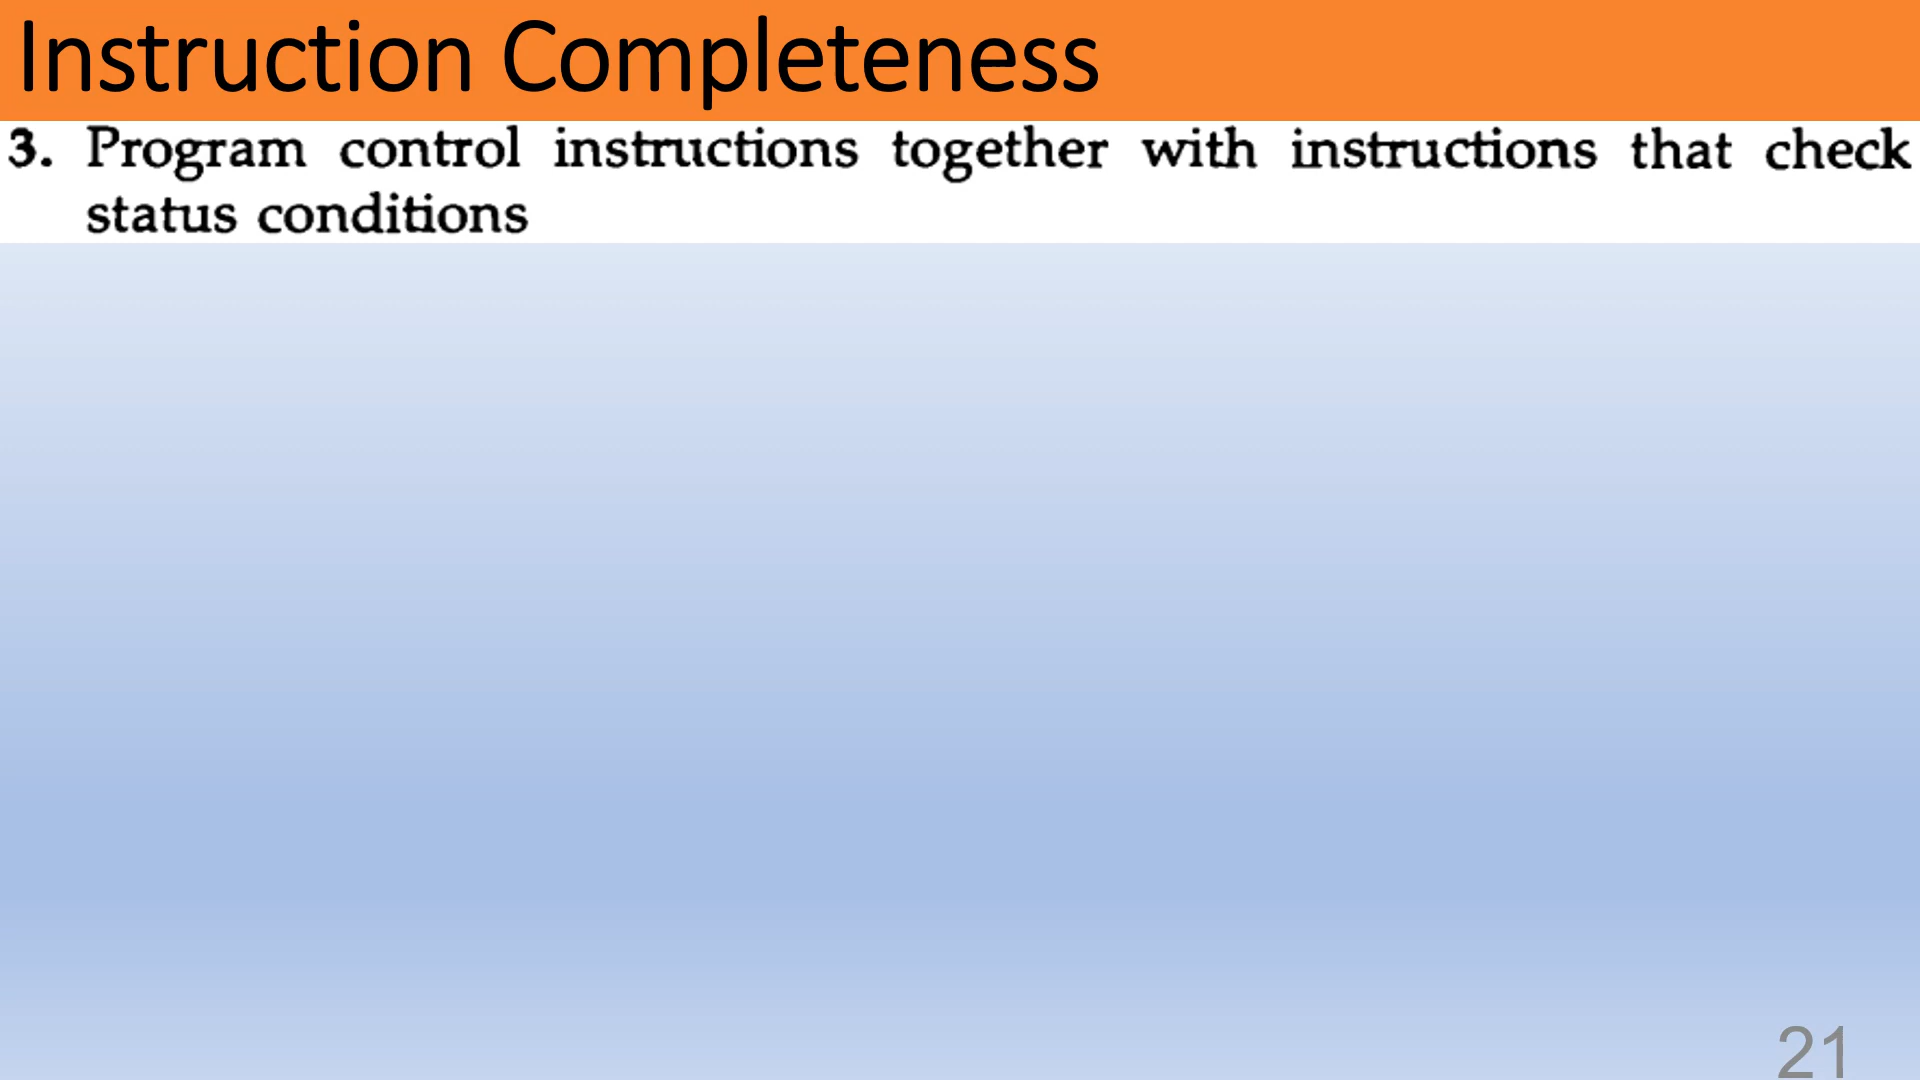 Instruction Completeness
3. Program control instructions together with instructions that check
status conditions
21